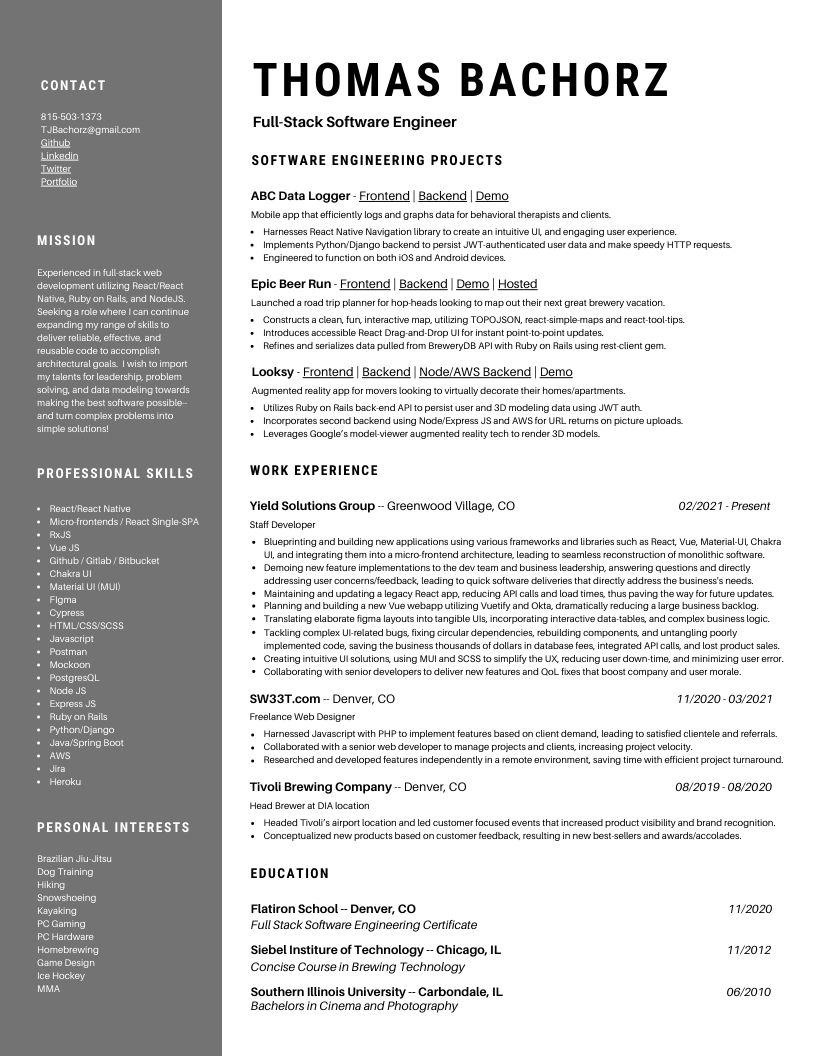 CONTACT
815-503-1373
TJBachorz@gmail.com
Github
Linkedin
Twitter
Portfolio
MISSION
Experienced in full-stack web
development utilizing React/React
Native, Ruby on Rails, and NodeJS.
Seeking a role where I can continue
expanding my range of skills to
deliver reliable, effective, and
reusable code to accomplish
architectural goals.  I wish to import
my talents for leadership, problem
solving, and data modeling towards
making the best software possible--
and turn complex problems into
simple solutions!
PROFESSIONAL SKILLS
• React/React Native
• Micro-frontends / React Single-SPA
• RxJS
• Vue JS
• Github / Gitlab / Bitbucket
• Chakra UI
• Material UI (MUI)
• FIgma
• Cypress
• HTML/CSS/SCSS
• Javascript
• Postman
• Mockoon
• PostgresQL
• Node JS
• Express JS
• Ruby on Rails
• Python/Django
• Java/Spring Boot
• AWS
• Jira
• Heroku
PERSONAL INTERESTS
Brazilian Jiu-Jitsu
Dog Training
Hiking
Snowshoeing
Kayaking
PC Gaming
PC Hardware
Homebrewing
Game Design
Ice Hockey
MMA
THOMAS BACHORZ
Full-Stack Software Engineer
SOFTWARE ENGINEERING PROJECTS
ABC Data Logger - Frontend | Backend | Demo
Mobile app that efficiently logs and graphs data for behavioral therapists and clients.
• Harnesses React Native Navigation library to create an intuitive UI, and engaging user experience.
• Implements Python/Django backend to persist JWT-authenticated user data and make speedy HTTP requests.
• Engineered to function on both iOS and Android devices.
Epic Beer Run - Frontend | Backend | Demo | Hosted
Launched a road trip planner for hop-heads looking to map out their next great brewery vacation.
• Constructs a clean, fun, interactive map, utilizing TOPOJSON, react-simple-maps and react-tool-tips.
• Introduces accessible React Drag-and-Drop UI for instant point-to-point updates.
• Refines and serializes data pulled from BreweryDB API with Ruby on Rails using rest-client gem.
Looksy - Frontend | Backend | Node/AWS Backend | Demo
Augmented reality app for movers looking to virtually decorate their homes/apartments.
• Utilizes Ruby on Rails back-end API to persist user and 3D modeling data using JWT auth.
• Incorporates second backend using Node/Express JS and AWS for URL returns on picture uploads.
• Leverages Google's model-viewer augmented reality tech to render 3D models.
WORK EXPERIENCE
Yield Solutions Group -- Greenwood Village, CO 02/2021 - Present
Staff Developer
• Blueprinting and building new applications using various frameworks and libraries such as React, Vue, Material-UI, Chakra
UI, and integrating them into a micro-frontend architecture, leading to seamless reconstruction of monolithic software.
• Demoing new feature implementations to the dev team and business leadership, answering questions and directly
addressing user concerns/feedback, leading to quick software deliveries that directly address the business's needs.
• Maintaining and updating a legacy React app, reducing API calls and load times, thus paving the way for future updates.
• Planning and building a new Vue webapp utilizing Vuetify and Okta, dramatically reducing a large business backlog.
• Translating elaborate figma layouts into tangible UIs, incorporating interactive data-tables, and complex business logic.
• Tackling complex UI-related bugs, fixing circular dependencies, rebuilding components, and untangling poorly
implemented code, saving the business thousands of dollars in database fees, integrated API calls, and lost product sales.
• Creating intuitive UI solutions, using MUI and SCSS to simplify the UX, reducing user down-time, and minimizing user error.
• Collaborating with senior developers to deliver new features and QoL fixes that boost company and user morale.
SW33T.com -- Denver, CO 11/2020 - 03/2021
Freelance Web Designer
• Harnessed Javascript with PHP to implement features based on client demand, leading to satisfied clientele and referrals.
• Collaborated with a senior web developer to manage projects and clients, increasing project velocity.
• Researched and developed features independently in a remote environment, saving time with efficient project turnaround.
Tivoli Brewing Company -- Denver, CO 08/2019 - 08/2020
Head Brewer at DIA location
• Headed Tivoli's airport location and led customer focused events that increased product visibility and brand recognition.
• Conceptualized new products based on customer feedback, resulting in new best-sellers and awards/accolades.
EDUCATION
Flatiron School -- Denver, CO 11/2020
Full Stack Software Engineering Certificate
Siebel Institure of Technology -- Chicago, IL 11/2012
Concise Course in Brewing Technology
Southern Illinois University -- Carbondale, IL 06/2010
Bachelors in Cinema and Photography